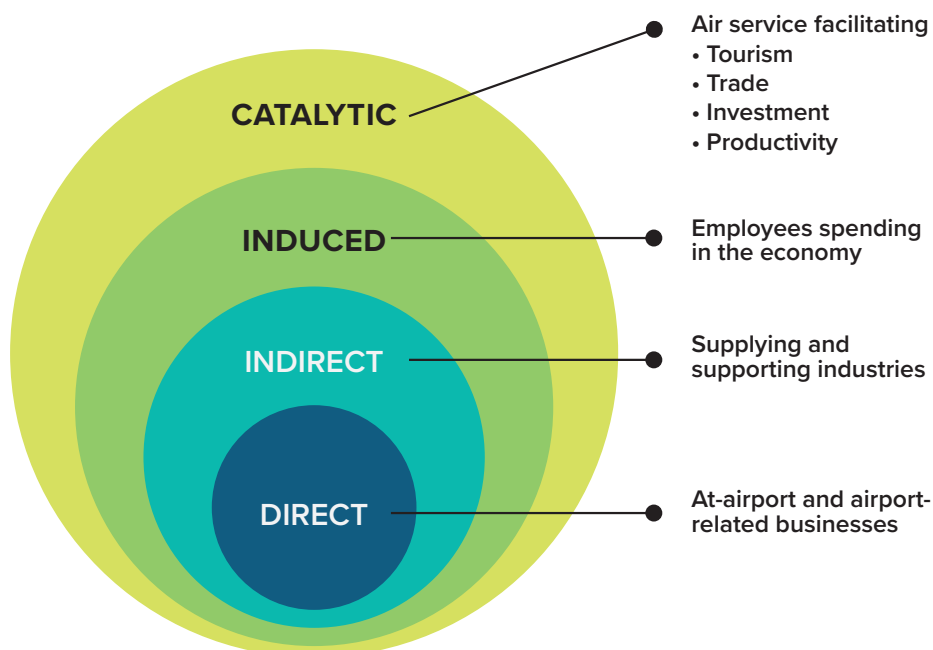 CATALYTIC
Air service facilitating
• Tourism
• Trade
• Investment
• Productivity
INDUCED
Employees spending
in the economy
INDIRECT
Supplying and
supporting industries
DIRECT
At-airport and airport-
related businesses